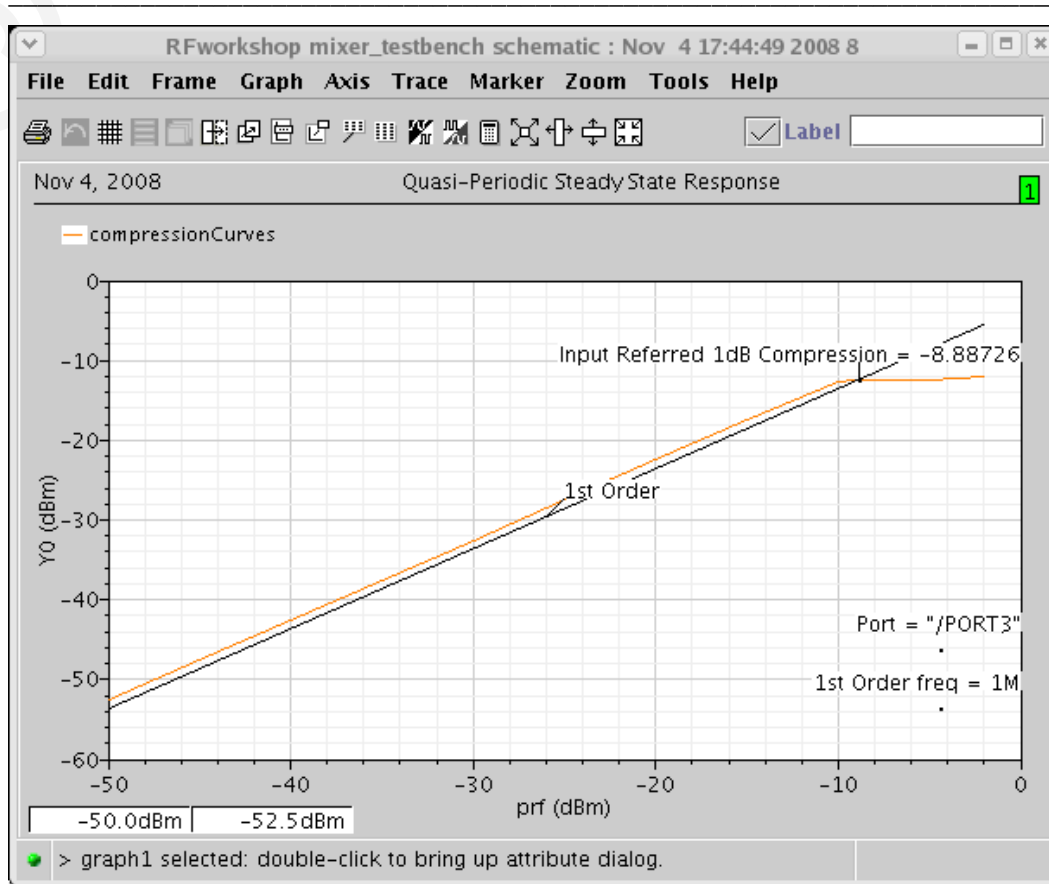 RFworkshop mixer_testbench schematic : Nov 4 17:44:49 2008 8
File Edit Frame Graph Axis Trace Marker Zoom Tools Help
Label
Nov 4, 2008
Quasi-Periodic Steady State Response
1
compressionCurves
0
-10
-20
-30
-40
-50
-60
Y0 (dBm)
Input Referred 1dB Compression = -8.88726
1st Order
Port = "/PORT3"
1st Order freq = 1M
-50 -40 -30 -20 -10 0
prf (dBm)
-50.0dBm -52.5dBm
> graph1 selected: double-click to bring up attribute dialog.